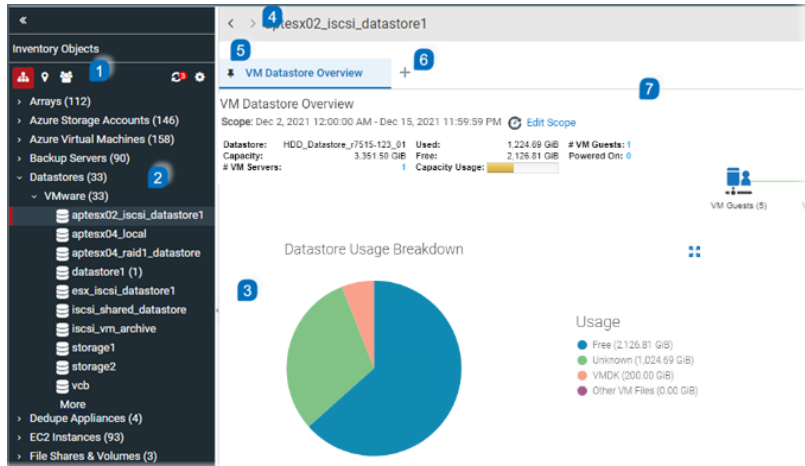 «
Inventory Objects
1
3
Arrays (112)
Azure Storage Accounts (146)
Azure Virtual Machines (158)
Backup Servers (90)
Datastores (33)
2
VMware (33)
aptesx02_iscsi_datastore1
aptesx04_local
aptesx04_raid1_datastore
datastore1 (1)
esx_iscsi_datastore1
iscsi_shared_datastore
iscsi_vm_archive
storage1
storage2
vcb
More
Dedupe Appliances (4)
EC2 Instances (93)
File Shares & Volumes (3)
< > 4 aptesx02_iscsi_datastore1
5
VM Datastore Overview
+ 6
7
VM Datastore Overview
Scope: Dec 2, 2021 12:00:00 AM - Dec 15, 2021 11:59:59 PM Edit Scope
Datastore: HDD_Datastore_r7515-123_01 Used: 1,224.69 GiB # VM Guests: 1
Capacity: 3,351.50 GiB Free: 2,126.81 GiB Powered On: 0
# VM Servers: 1 Capacity Usage:
VM Guests (5)
Datastore Usage Breakdown
3
Usage
Free (2,126.81 GiB)
Unknown (1,024.69 GiB)
VMDK (200.00 GiB)
Other VM Files (0.00 GiB)